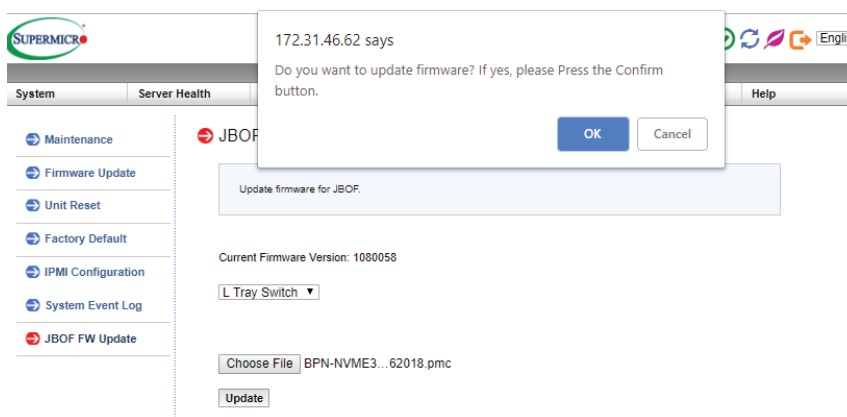 SUPERMICR
172.31.46.62 says
Do you want to update firmware? If yes, please Press the Confirm
button.
OK
Cancel
System
Server Health
Help
Maintenance
Firmware Update
Unit Reset
Factory Default
IPMI Configuration
System Event Log
JBOF FW Update
JBOF
Update firmware for JBOF.
Current Firmware Version: 1080058
L Tray Switch
Choose File BPN-NVME3...62018.pmc
Update